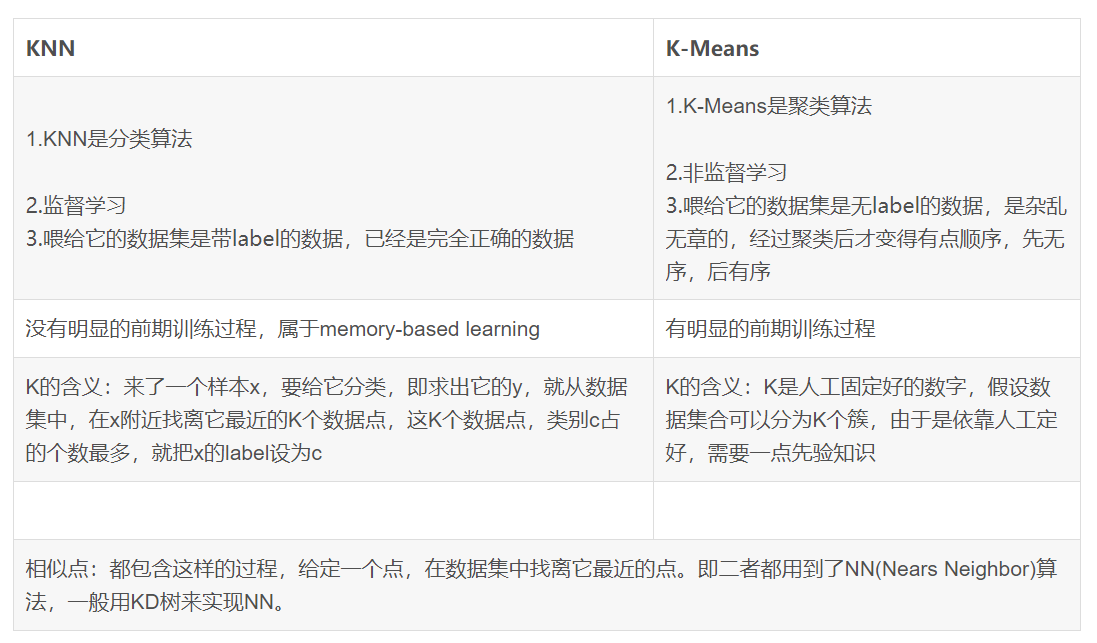 KNN
K-Means
1.KNN是分类算法
2.监督学习
3.喂给它的数据集是带label的数据，已经是完全正确的数据
1.K-Means是聚类算法
2.非监督学习
3.喂给它的数据集是无label的数据，是杂乱
无章的，经过聚类后才变得有点顺序，先无
序，后有序
没有明显的前期训练过程，属于memory-based learning
有明显的前期训练过程
K的含义：来了一个样本x，要给它分类，即求出它的y，就从数据
集中，在x附近找离它最近的K个数据点，这K个数据点，类别c占
的个数最多，就把x的label设为c
K的含义：K是人工固定好的数字，假设数
据集合可以分为K个簇，由于是依靠人工定
好，需要一点先验知识
相似点：都包含这样的过程，给定一个点，在数据集中找离它最近的点。即二者都用到了NN(Nears Neighbor)算
法，一般用KD树来实现NN。